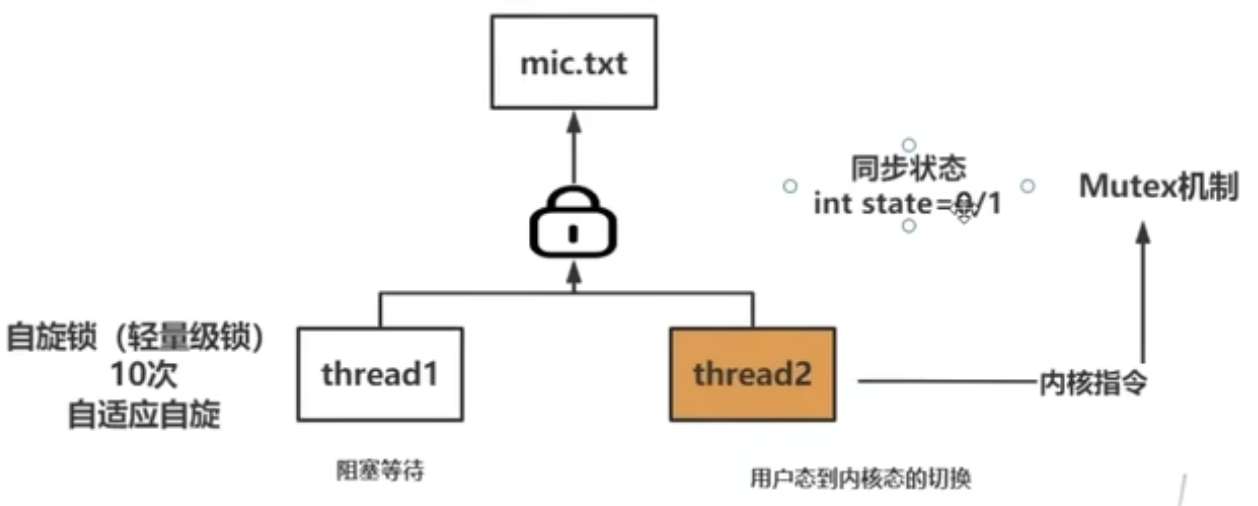 mic.txt
同步状态
int state=0/1
Mutex机制
自旋锁（轻量级锁）
10次
自适应自旋
thread1
thread2
内核指令
阻塞等待
用户态到内核态的切换